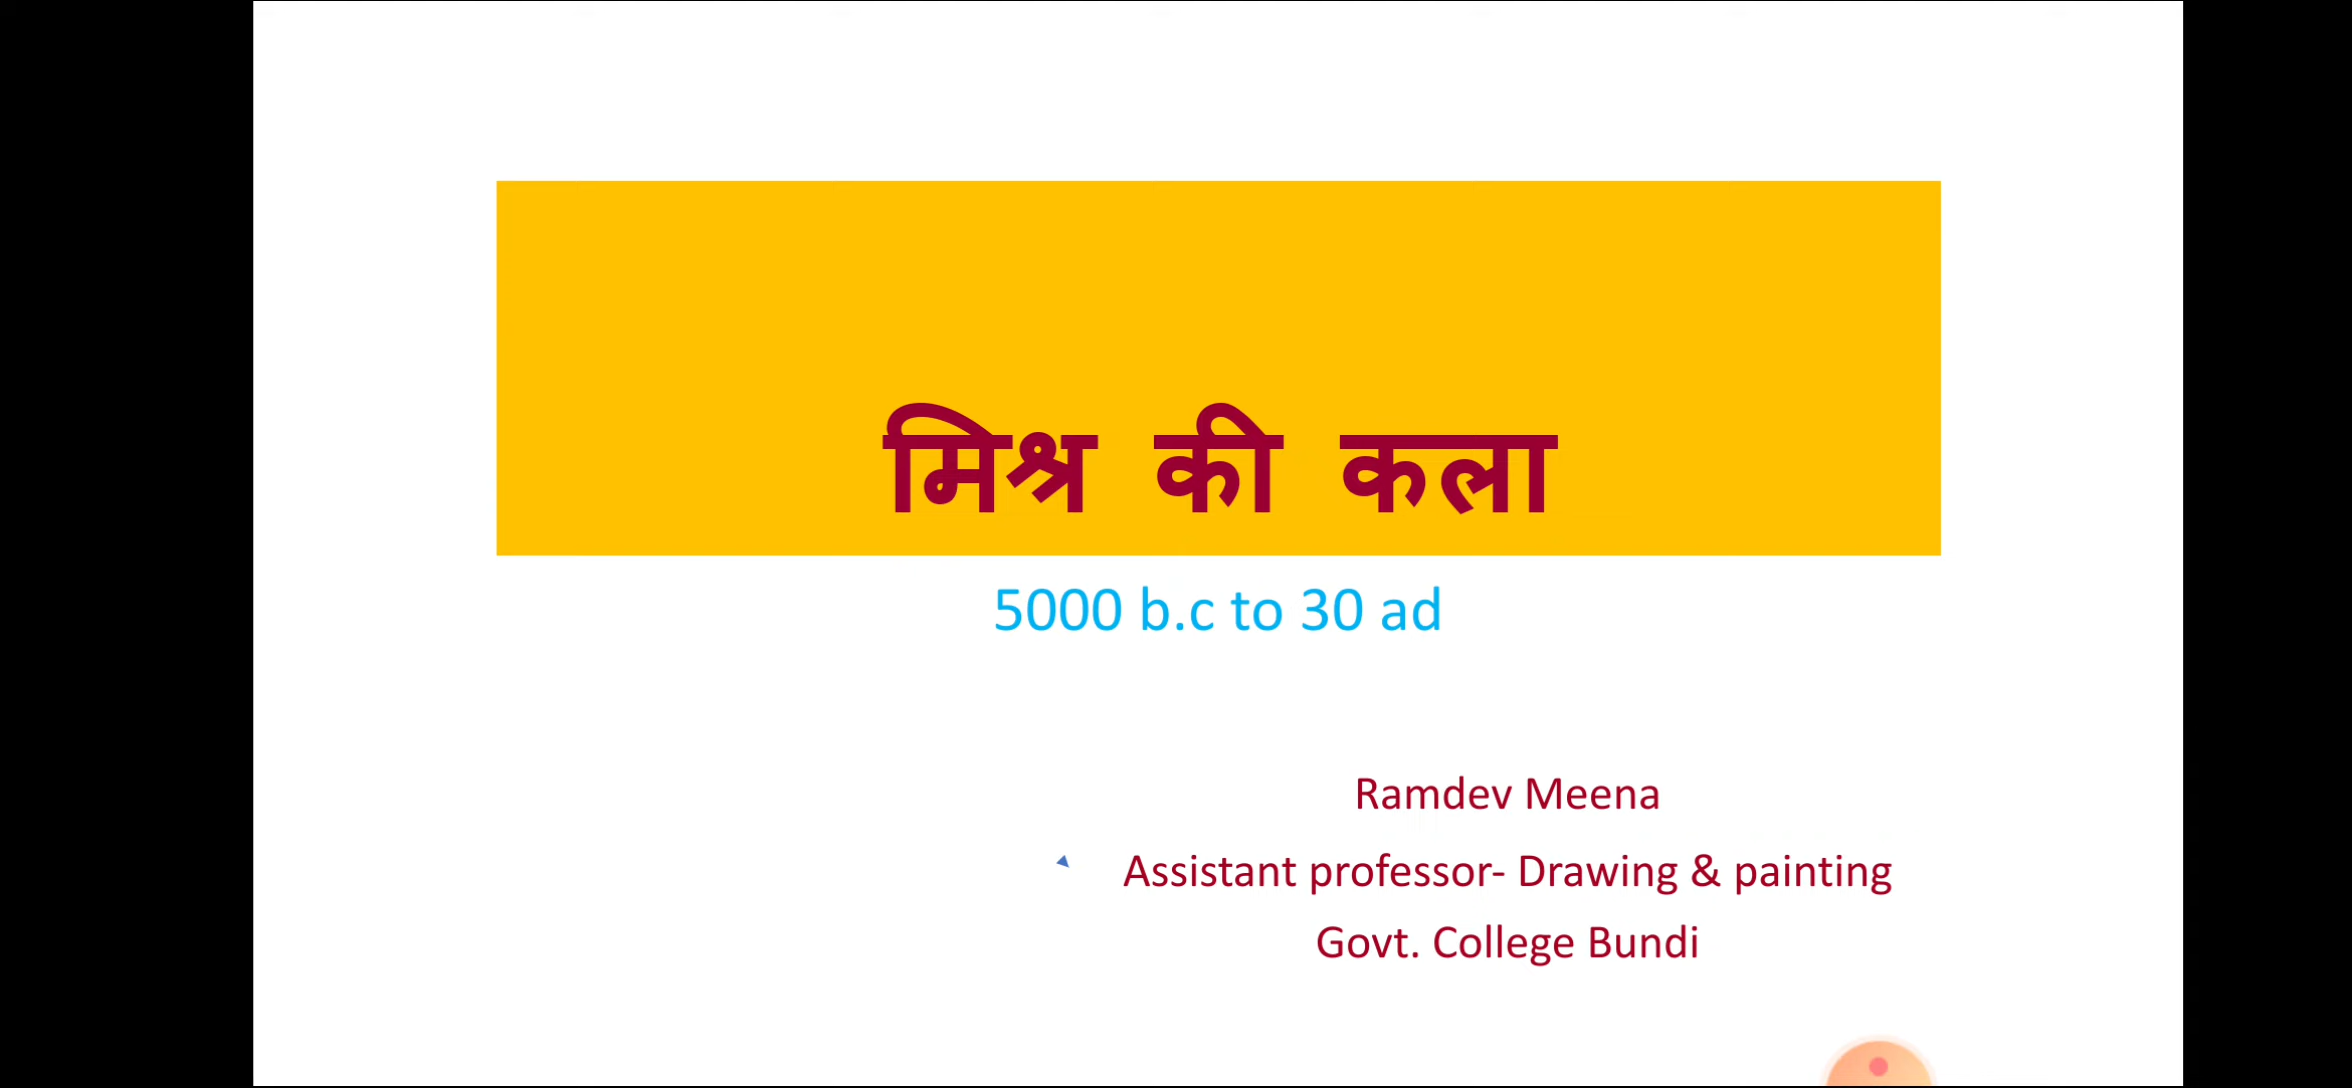 मिश्र की कला
5000 b.c to 30 ad
Ramdev Meena
Assistant professor- Drawing & painting
Govt. College Bundi